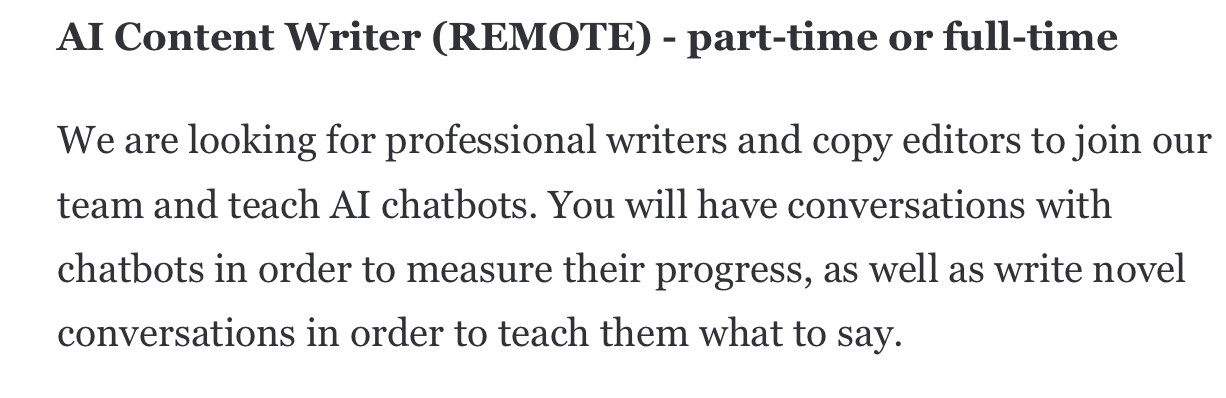 AI Content Writer (REMOTE) - part-time or full-time
We are looking for professional writers and copy editors to join our
team and teach AI chatbots. You will have conversations with
chatbots in order to measure their progress, as well as write novel
conversations in order to teach them what to say.